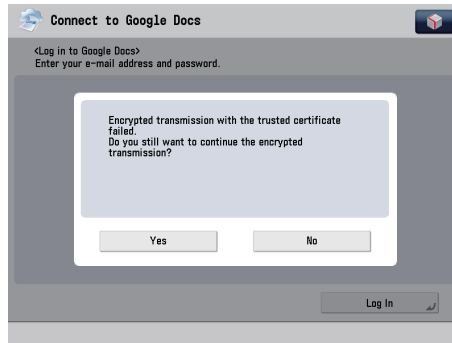 Connect to Google Docs
<Log in to Google Docs>
Enter your e-mail address and password.
Encrypted transmission with the trusted certificate
failed.
Do you still want to continue the encrypted
transmission?
Yes
No
Log In